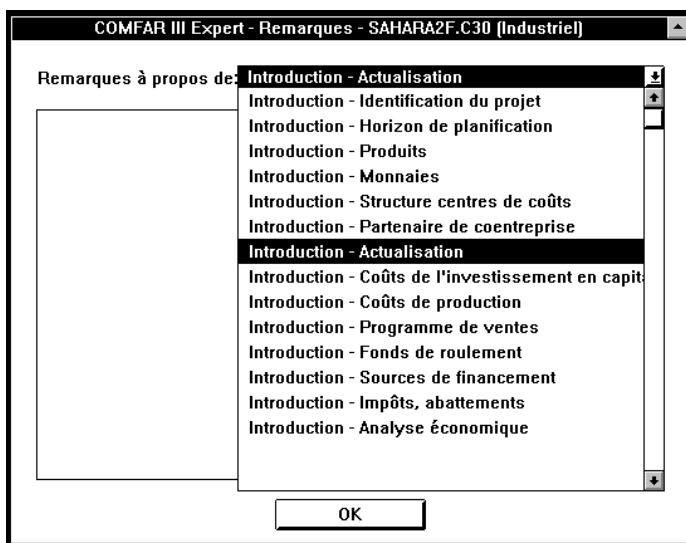 COMFAR III Expert - Remarques - SAHARA2F.C30 (Industriel)
Remarques à propos de: Introduction - Actualisation
Introduction - Identification du projet
Introduction - Horizon de planification
Introduction - Produits
Introduction - Monnaies
Introduction - Structure centres de coûts
Introduction - Partenaire de coentreprise
Introduction - Actualisation
Introduction - Coûts de l'investissement en capit
Introduction - Coûts de production
Introduction - Programme de ventes
Introduction - Fonds de roulement
Introduction - Sources de financement
Introduction - Impôts, abattements
Introduction - Analyse économique
OK